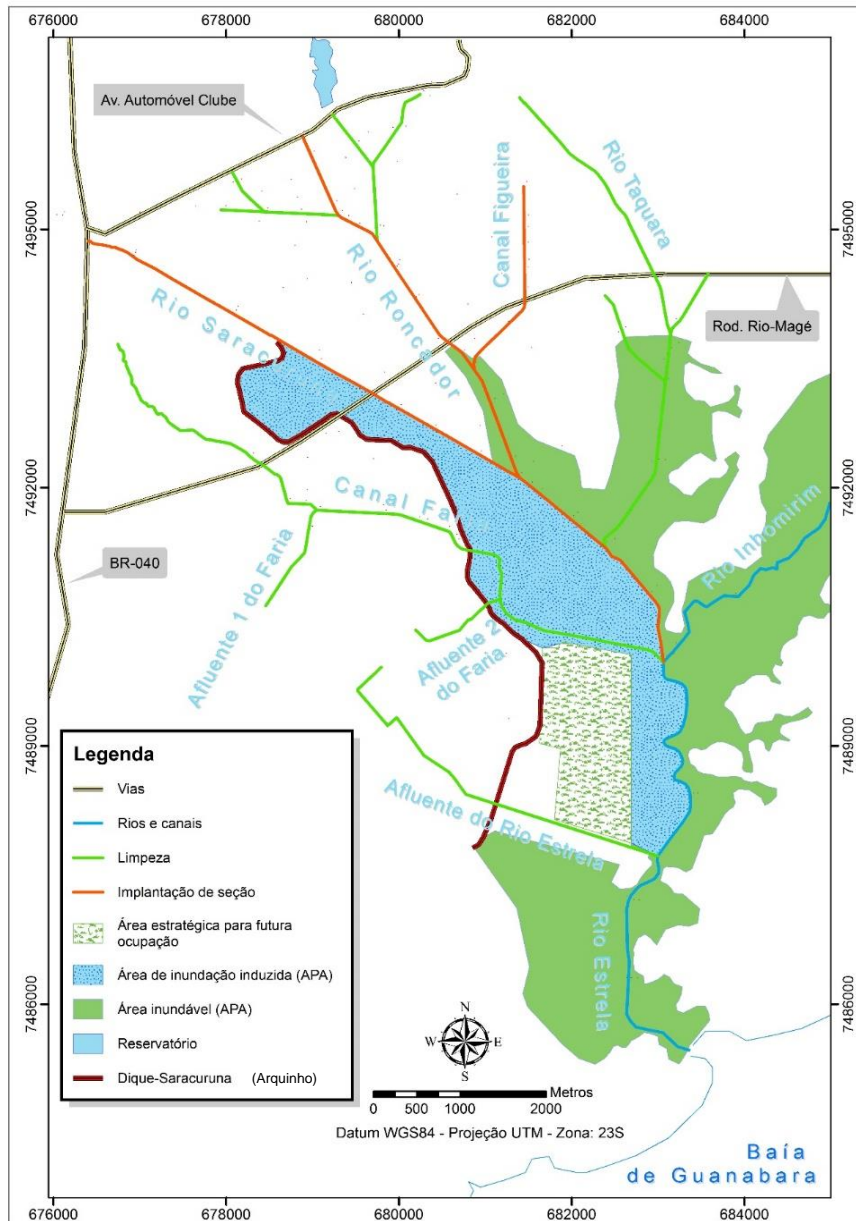 676000 678000 680000 682000 684000
Av. Automóvel Clube
Rio Taquara
Canal Figueira
7495000
7495000
Rio Roncador
Rio Sarac
Rod. Rio-Magé
7492000
7492000
Canal Fa
Rio Inhomirim
BR-040
Afluente 1 do Faria
Afluente 2
do Faria
7489000
7489000
Afluente do Rio Estrela
Rio Estrela
Legenda
Vias
Rios e canais
Limpeza
Implantação de seção
Área estratégica para futura
ocupação
Área de inundação induzida (APA)
Área inundável (APA)
Reservatório
Dique-Saracuruna (Arquinho)
7486000
7486000
N
W E
S
Metros
0 500 1000 2000
Datum WGS84 - Projeção UTM - Zona: 23S
Baía
de Guanabara
676000 678000 680000 682000 684000